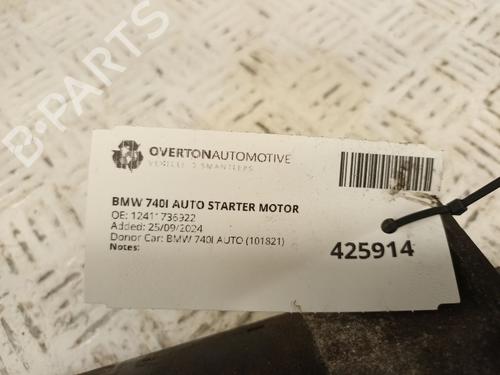 OVERTONAUTOMOTIVE
VEHICLE DISMANTLERS
BMW 740I AUTO STARTER MOTOR
OE: 12411736922
Added: 25/09/2024
Donor Car: BMW 740I AUTO (101821)
Notes:
425914
B-PARTS